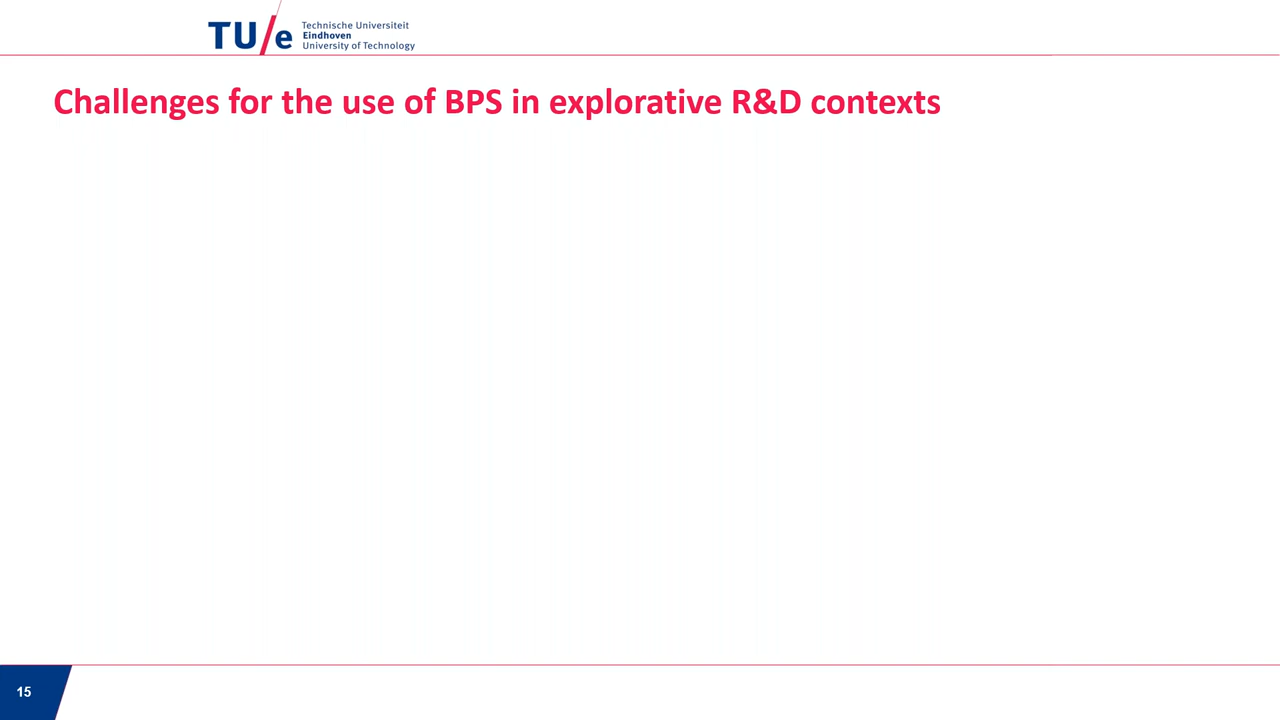 TU/e
Technische Universiteit
Eindhoven
University of Technology
Challenges for the use of BPS in explorative R&D contexts
15